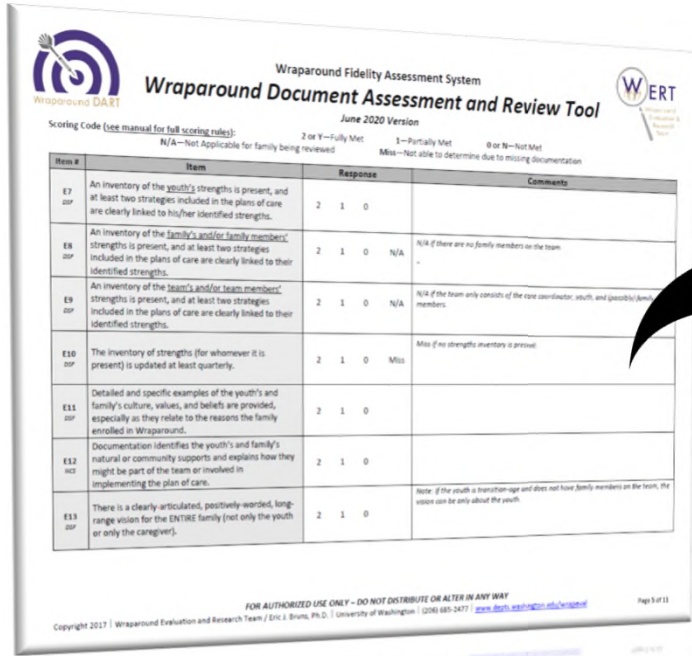 Wraparound DART
Wraparound Fidelity Assessment System
Wraparound Document Assessment and Review Tool
June 2020 Version
WERT
Scoring Code (see manual for full scoring rules):
2 or Y—Fully Met 1—Partially Met 0 or N—Not Met
N/A—Not Applicable for family being reviewed Miss—Not able to determine due to missing documentation
Item # Item Response Comments
E7
DSF
An inventory of the youth's strengths is present, and
at least two strategies included in the plans of care
are clearly linked to his/her identified strengths.
2 1 0
E8
DSF
An inventory of the family's and/or family members'
strengths is present, and at least two strategies
included in the plans of care are clearly linked to their
identified strengths.
2 1 0 N/A
N/A if there are no family members on the team
E9
DSF
An inventory of the team's and/or team members'
strengths is present, and at least two strategies
included in the plans of care are clearly linked to their
identified strengths.
2 1 0 N/A
N/A if the team only consists of the care coordinator, youth, and (possibly) family
members
E10
DSF
The inventory of strengths (for whomever it is
present) is updated at least quarterly.
2 1 0 Miss
Miss if no strengths inventory is present.
E11
DSF
Detailed and specific examples of the youth's and
family's culture, values, and beliefs are provided,
especially as they relate to the reasons the family
enrolled in Wraparound.
2 1 0
E12
NCS
Documentation identifies the youth's and family's
natural or community supports and explains how they
might be part of the team or involved in
implementing the plan of care.
2 1 0
E13
DSF
There is a clearly-articulated, positively-worded, long-
range vision for the ENTIRE family (not only the youth
or only the caregiver).
2 1 0
Note: if the youth is transition-age and does not have family members on the team, the
vision can be only about the youth.
FOR AUTHORIZED USE ONLY – DO NOT DISTRIBUTE OR ALTER IN ANY WAY
Copyright 2017 | Wraparound Evaluation and Research Team / Eric J. Bruns, Ph.D. | University of Washington | (206) 685-2477 | www.depts.washington.edu/wrapeval
Page 5 of 11